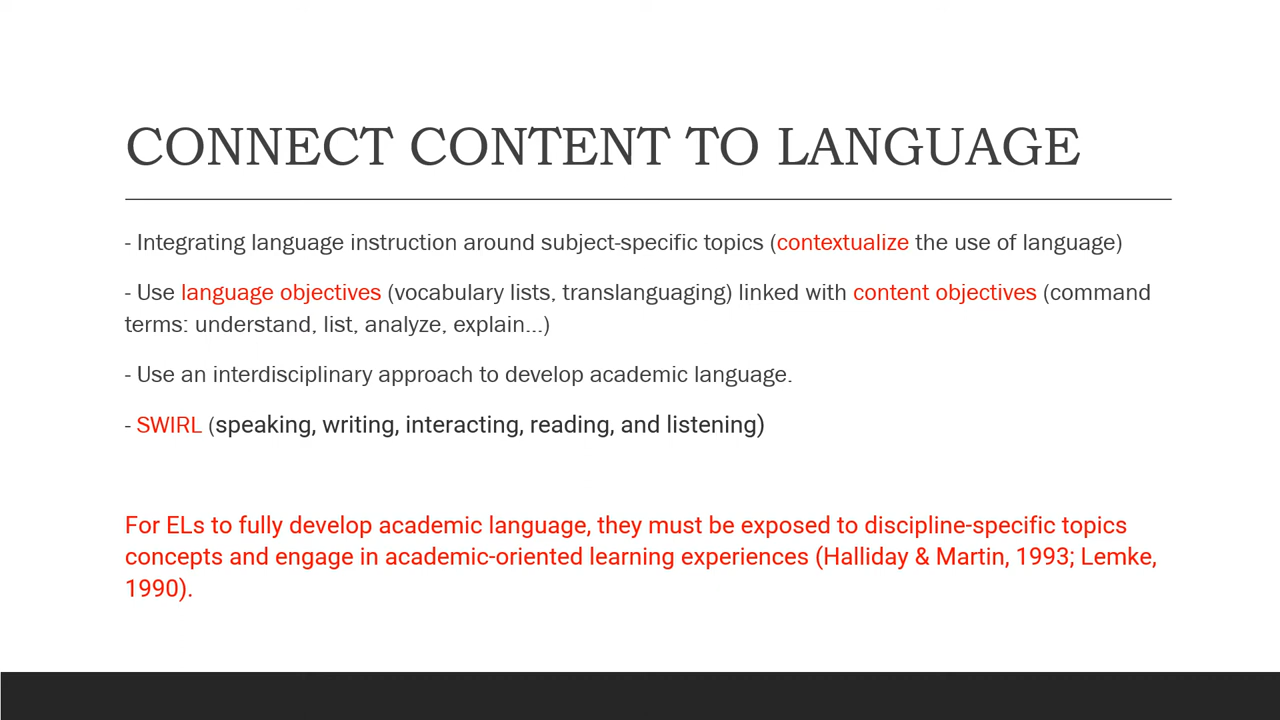 CONNECT CONTENT TO LANGUAGE
- Integrating language instruction around subject-specific topics (contextualize the use of language)
- Use language objectives (vocabulary lists, translanguaging) linked with content objectives (command
terms: understand, list, analyze, explain...)
- Use an interdisciplinary approach to develop academic language.
- SWIRL (speaking, writing, interacting, reading, and listening)
For ELs to fully develop academic language, they must be exposed to discipline-specific topics
concepts and engage in academic-oriented learning experiences (Halliday & Martin, 1993; Lemke,
1990).